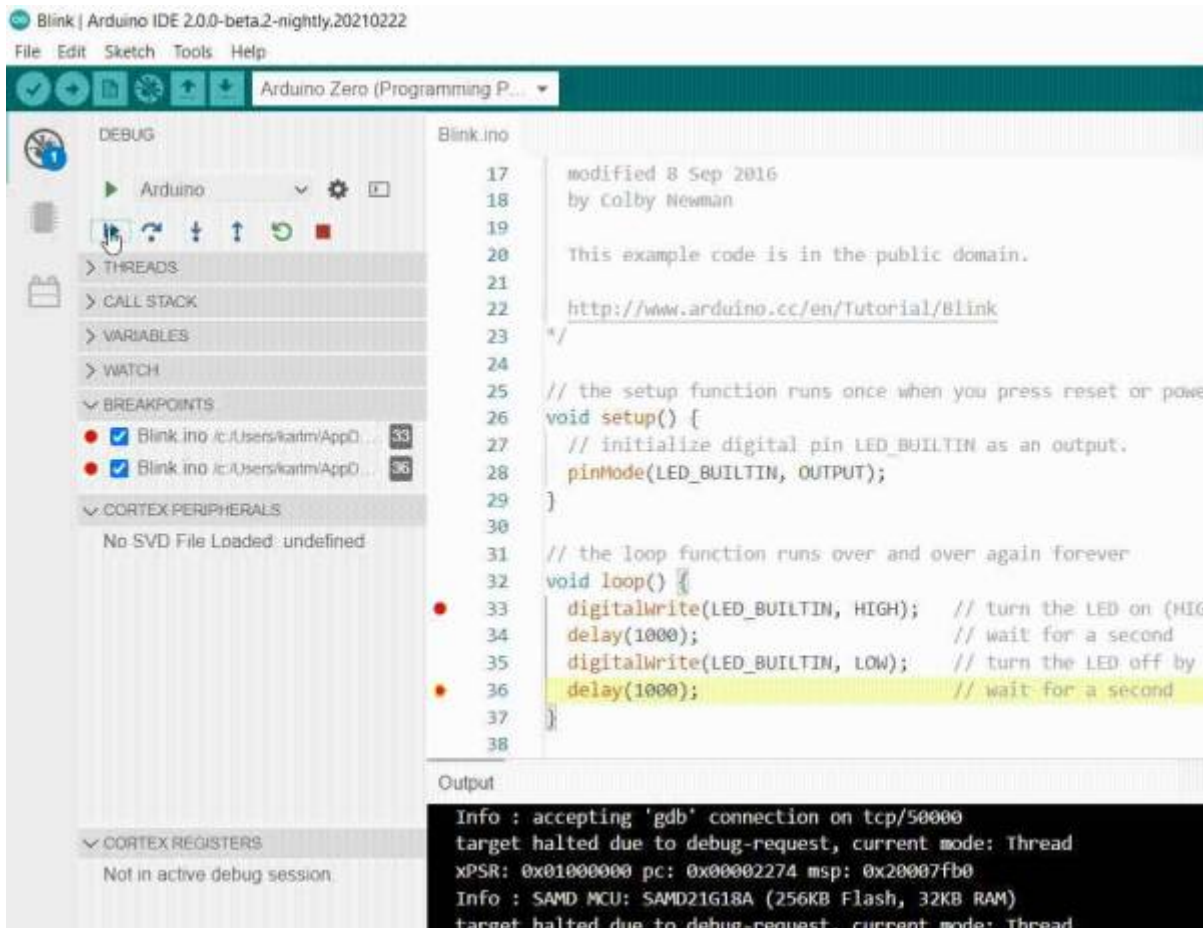 Blink | Arduino IDE 2.0.0-beta.2-nightly.20210222
File Edit Sketch Tools Help
Arduino Zero (Programming P...
DEBUG
1
Arduino
THREADS
CALL STACK
VARIABLES
WATCH
BREAKPOINTS
Blink.ino /c:/Users/karlm/AppD... 33
Blink.ino /c:/Users/karlm/AppD... 36
CORTEX PERIPHERALS
No SVD File Loaded: undefined
CORTEX REGISTERS
Not in active debug session.
Blink.ino
17 modified 8 Sep 2016
18 by Colby Newman
19
20 This example code is in the public domain.
21
22 http://www.arduino.cc/en/Tutorial/Blink
23 */
24
25 // the setup function runs once when you press reset or powe
26 void setup() {
27 // initialize digital pin LED_BUILTIN as an output.
28 pinMode(LED_BUILTIN, OUTPUT);
29 }
30
31 // the loop function runs over and over again forever
32 void loop() {
33 digitalWrite(LED_BUILTIN, HIGH); // turn the LED on (HIG
34 delay(1000); // wait for a second
35 digitalWrite(LED_BUILTIN, LOW); // turn the LED off by
36 delay(1000); // wait for a second
37 }
38
Output
Info : accepting 'gdb' connection on tcp/50000
target halted due to debug-request, current mode: Thread
xPSR: 0x01000000 pc: 0x00002274 msp: 0x20007fb0
Info : SAMD MCU: SAMD21G18A (256KB Flash, 32KB RAM)
target halted due to debug-request, current mode: Thread